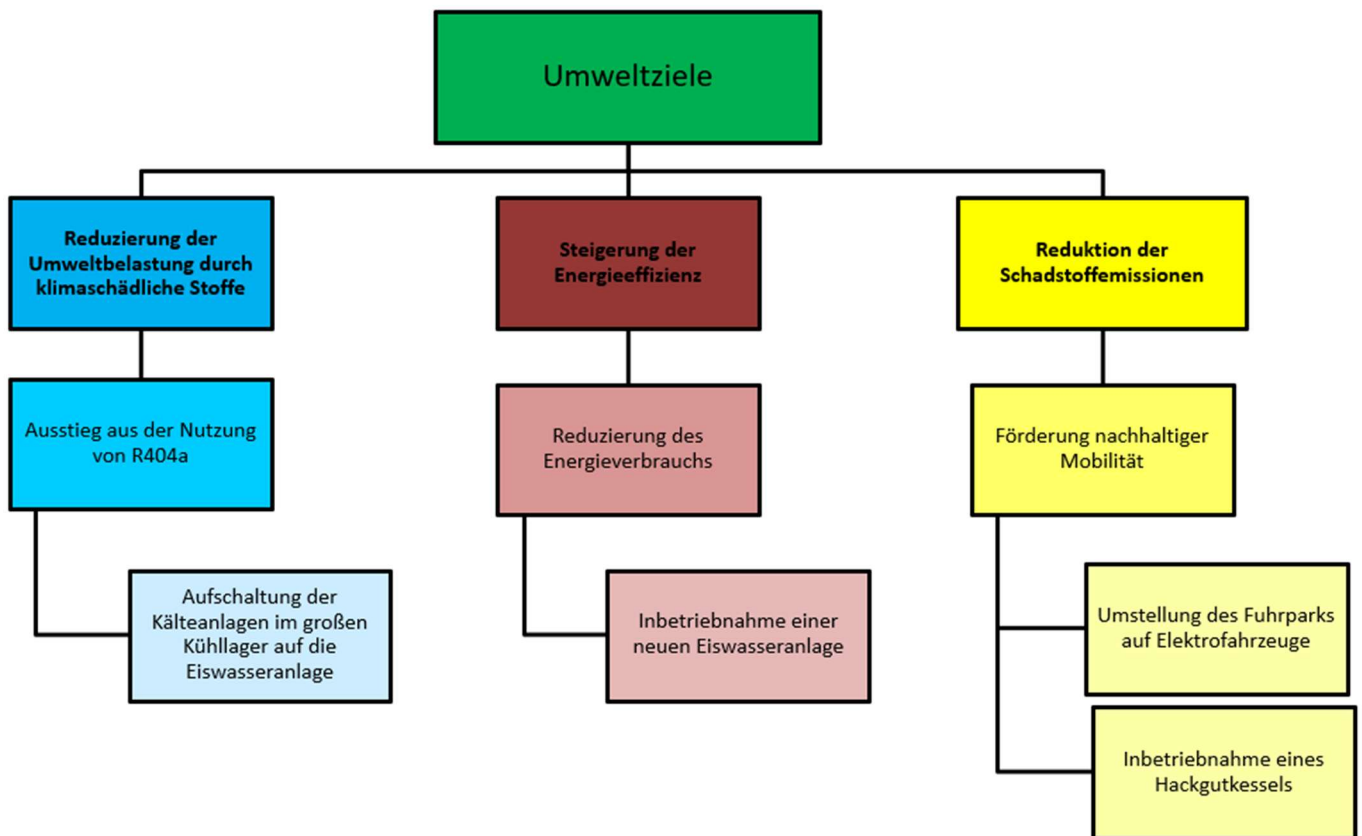 Umweltziele
Reduzierung der
Umweltbelastung durch
klimaschädliche Stoffe
Steigerung der
Energieeffizienz
Reduktion der
Schadstoffemissionen
Ausstieg aus der Nutzung
von R404a
Reduzierung des
Energieverbrauchs
Förderung nachhaltiger
Mobilität
Aufschaltung der
Kälteanlagen im großen
Kühllager auf die
Eiswasseranlage
Inbetriebnahme einer
neuen Eiswasseranlage
Umstellung des Fuhrparks
auf Elektrofahrzeuge
Inbetriebnahme eines
Hackgutkessels